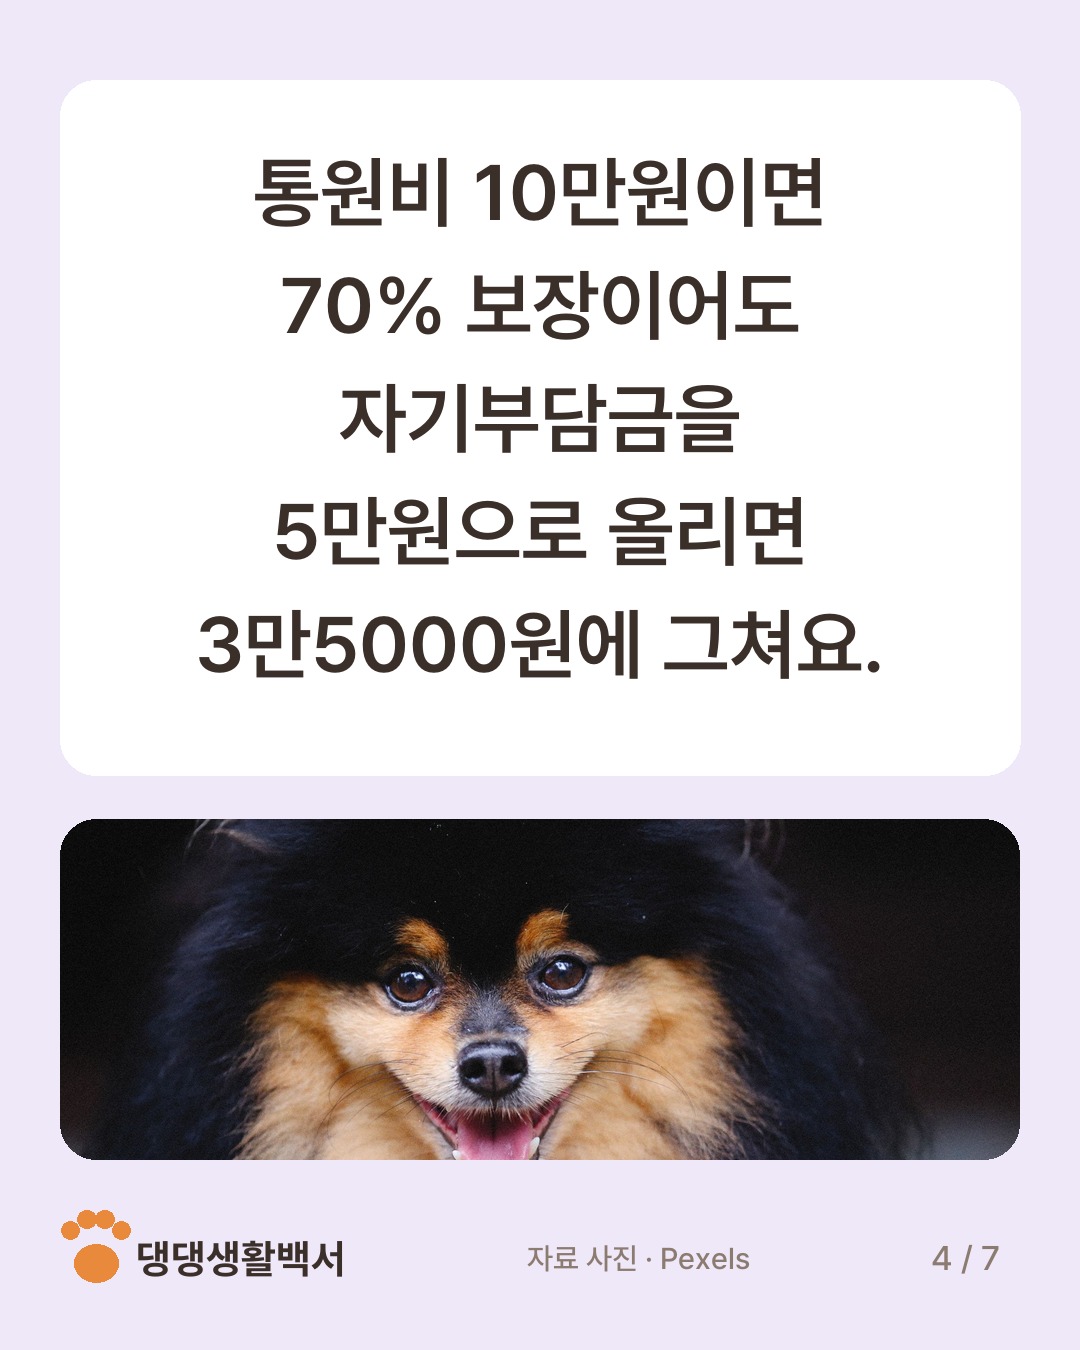 통원비 10만원이면
70% 보장이어도
자기부담금을
5만원으로 올리면
3만5000원에 그쳐요.
댕댕생활백서
자료 사진 · Pexels
4 / 7